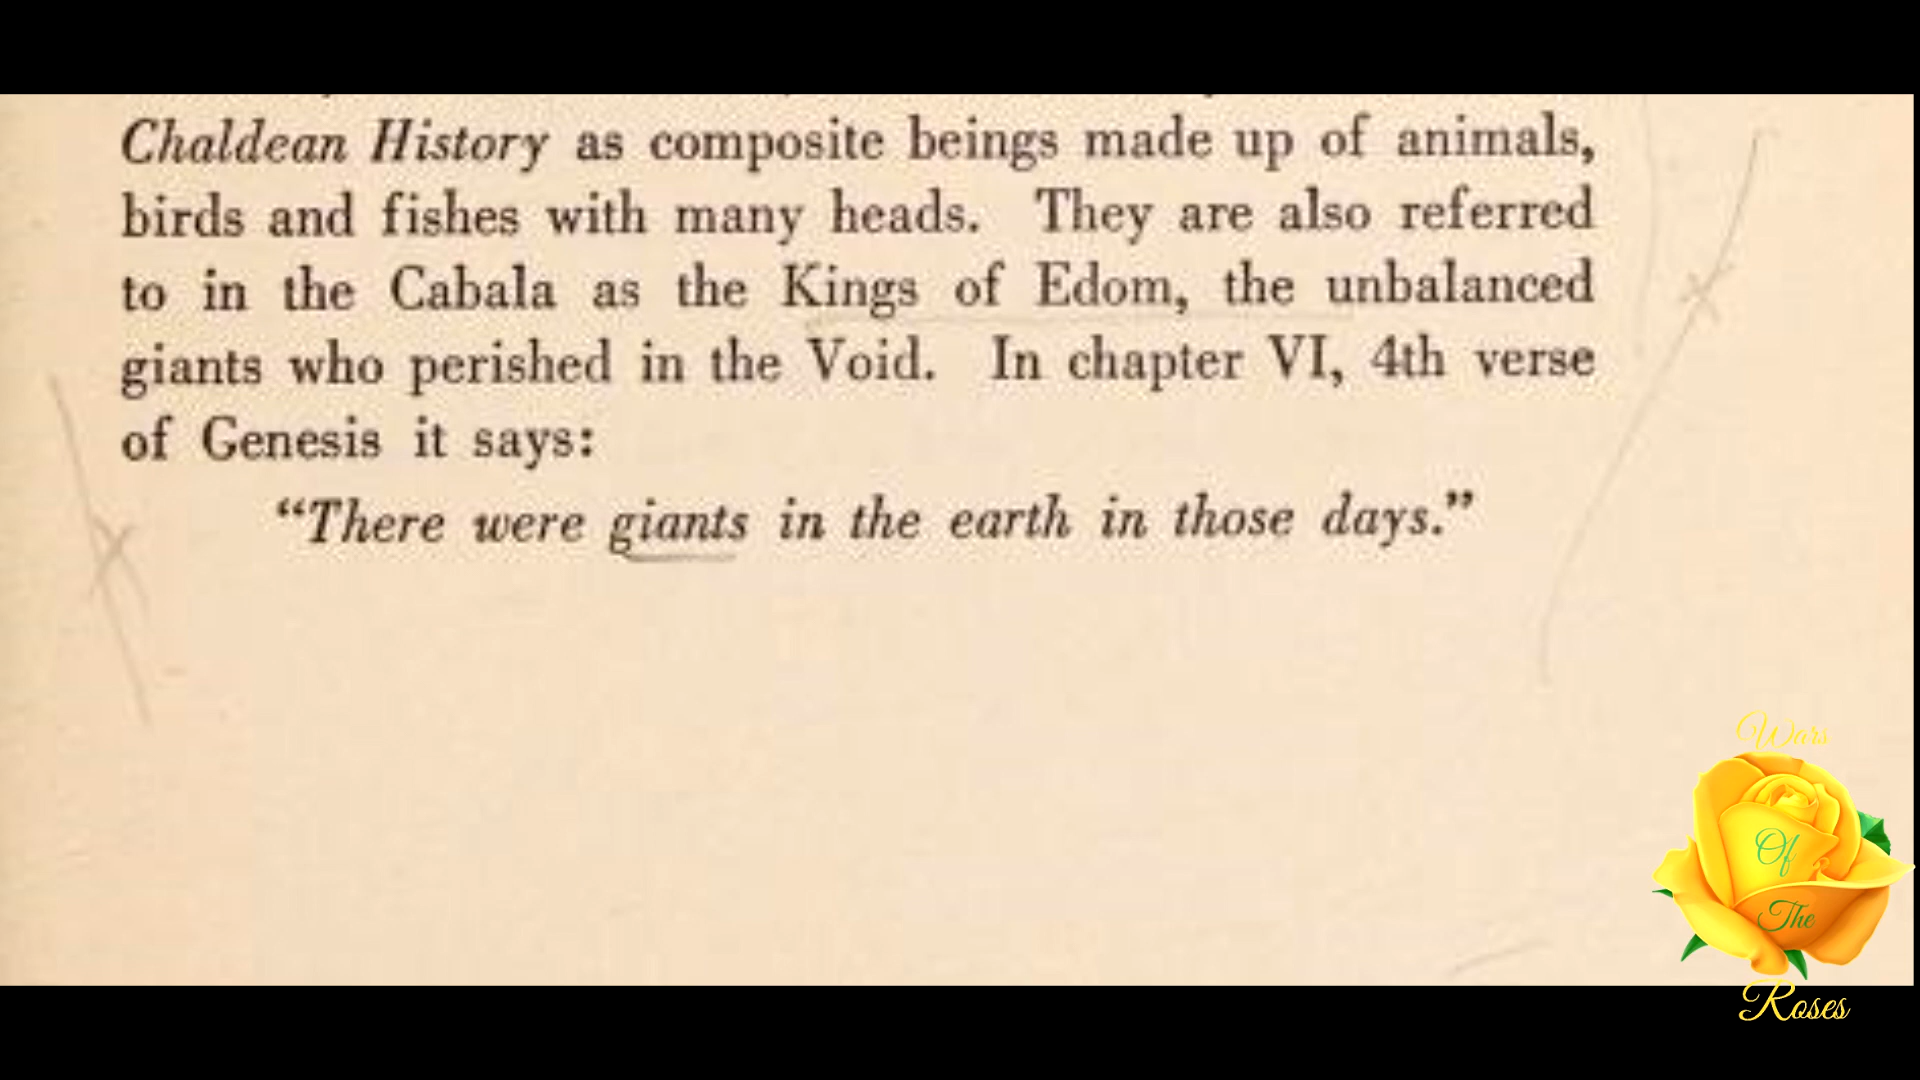 Chaldean History as composite beings made up of animals,
birds and fishes with many heads. They are also referred
to in the Cabala as the Kings of Edom, the unbalanced
giants who perished in the Void. In chapter VI, 4th verse
of Genesis it says:
“There were giants in the earth in those days.”
Wars
Of
The
Roses